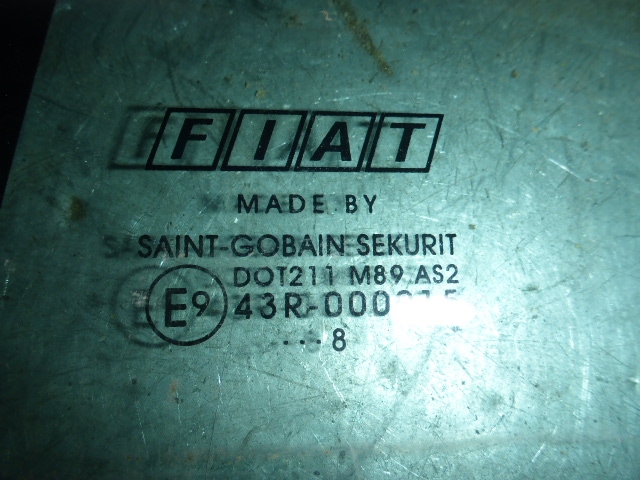 FIAT
MADE BY
SAINT-GOBAIN SEKURIT
DOT211 M89 AS2
E9
...8